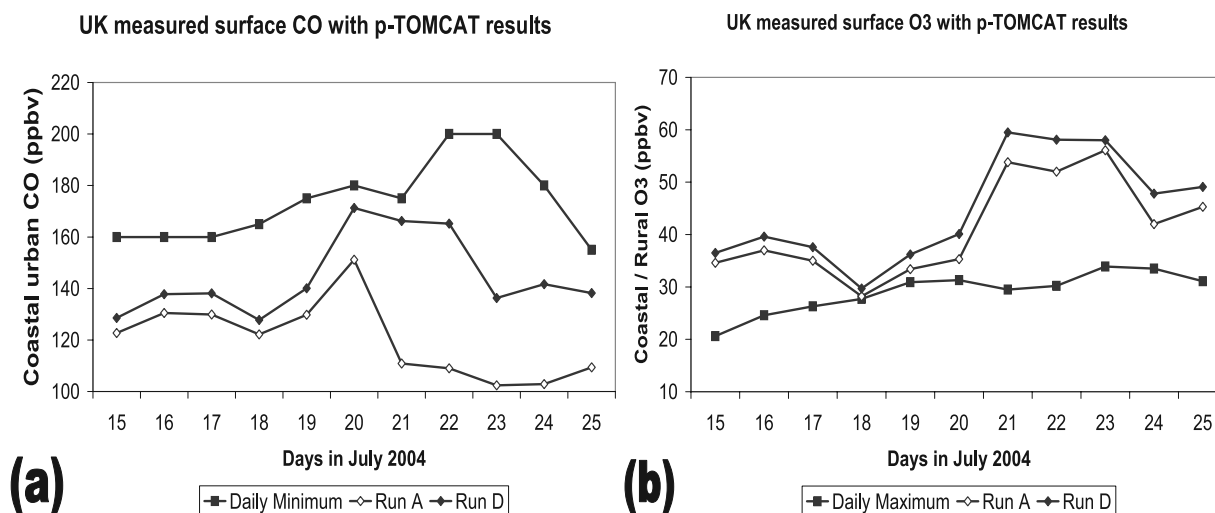 UK measured surface CO with p-TOMCAT results
220
200
180
160
140
120
100
Coastal urban CO (ppbv)
15 16 17 18 19 20 21 22 23 24 25
Days in July 2004
(a)
Daily Minimum Run A Run D
UK measured surface O3 with p-TOMCAT results
70
60
50
40
30
20
10
Coastal / Rural O3 (ppbv)
15 16 17 18 19 20 21 22 23 24 25
Days in July 2004
(b)
Daily Maximum Run A Run D